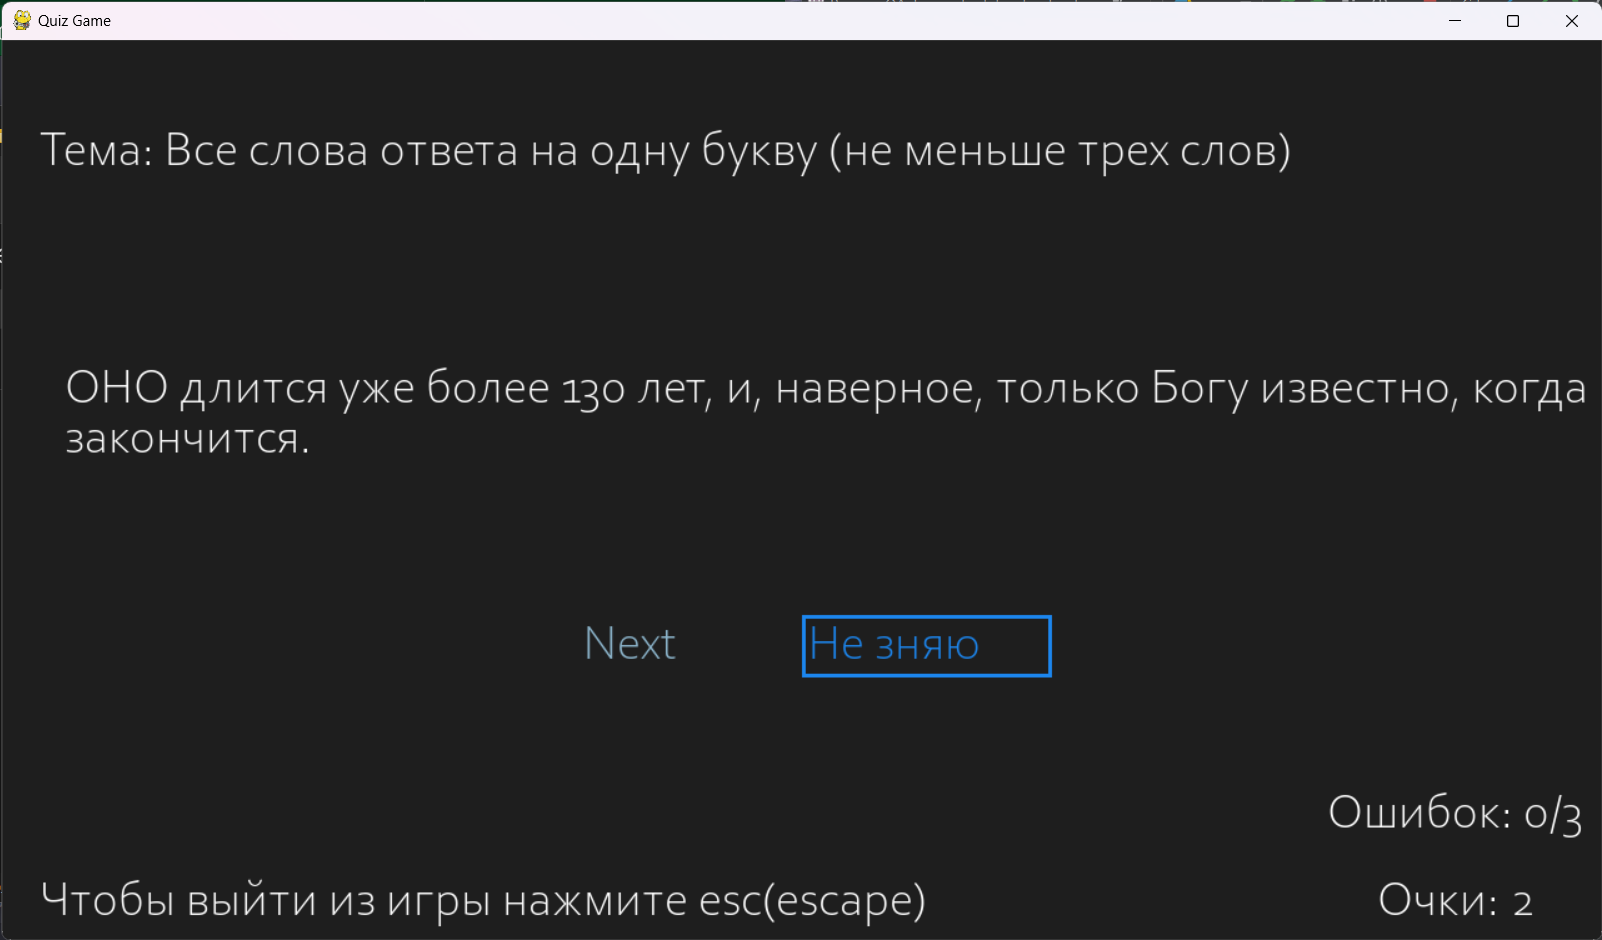 Quiz Game
Тема: Все слова ответа на одну букву (не меньше трех слов)
ОНО длится уже более 130 лет, и, наверное, только Богу известно, когда
закончится.
Next
Не зняю
Ошибок: 0/3
Чтобы выйти из игры нажмите esc(escape)
Очки: 2